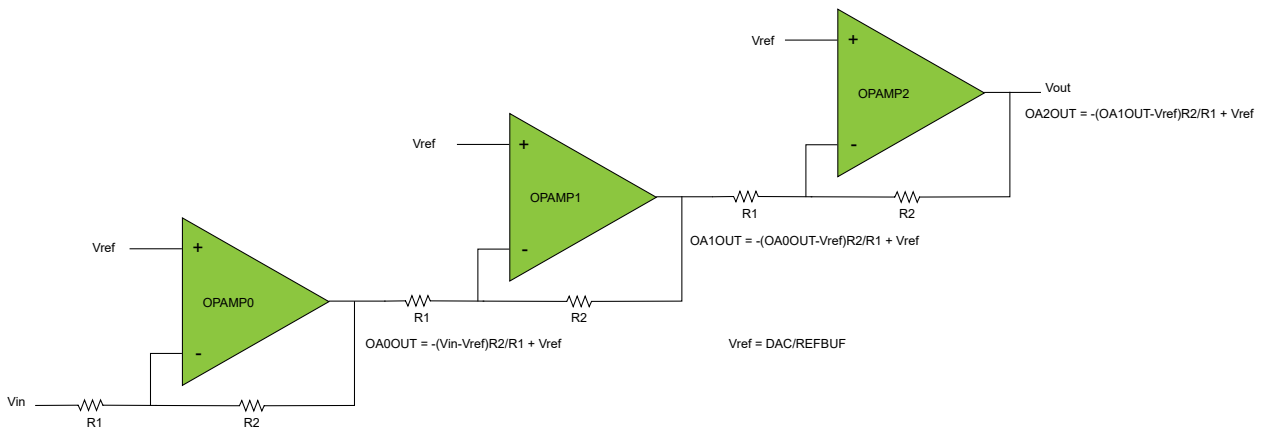 Vref
+
OPAMP2
-
Vout
OA2OUT = -(OA1OUT-Vref)R2/R1 + Vref
R1
R2
Vref
+
OPAMP1
-
OA1OUT = -(OA0OUT-Vref)R2/R1 + Vref
R1
R2
Vref
+
OPAMP0
-
OA0OUT = -(Vin-Vref)R2/R1 + Vref
Vref = DAC/REFBUF
Vin
R1
R2